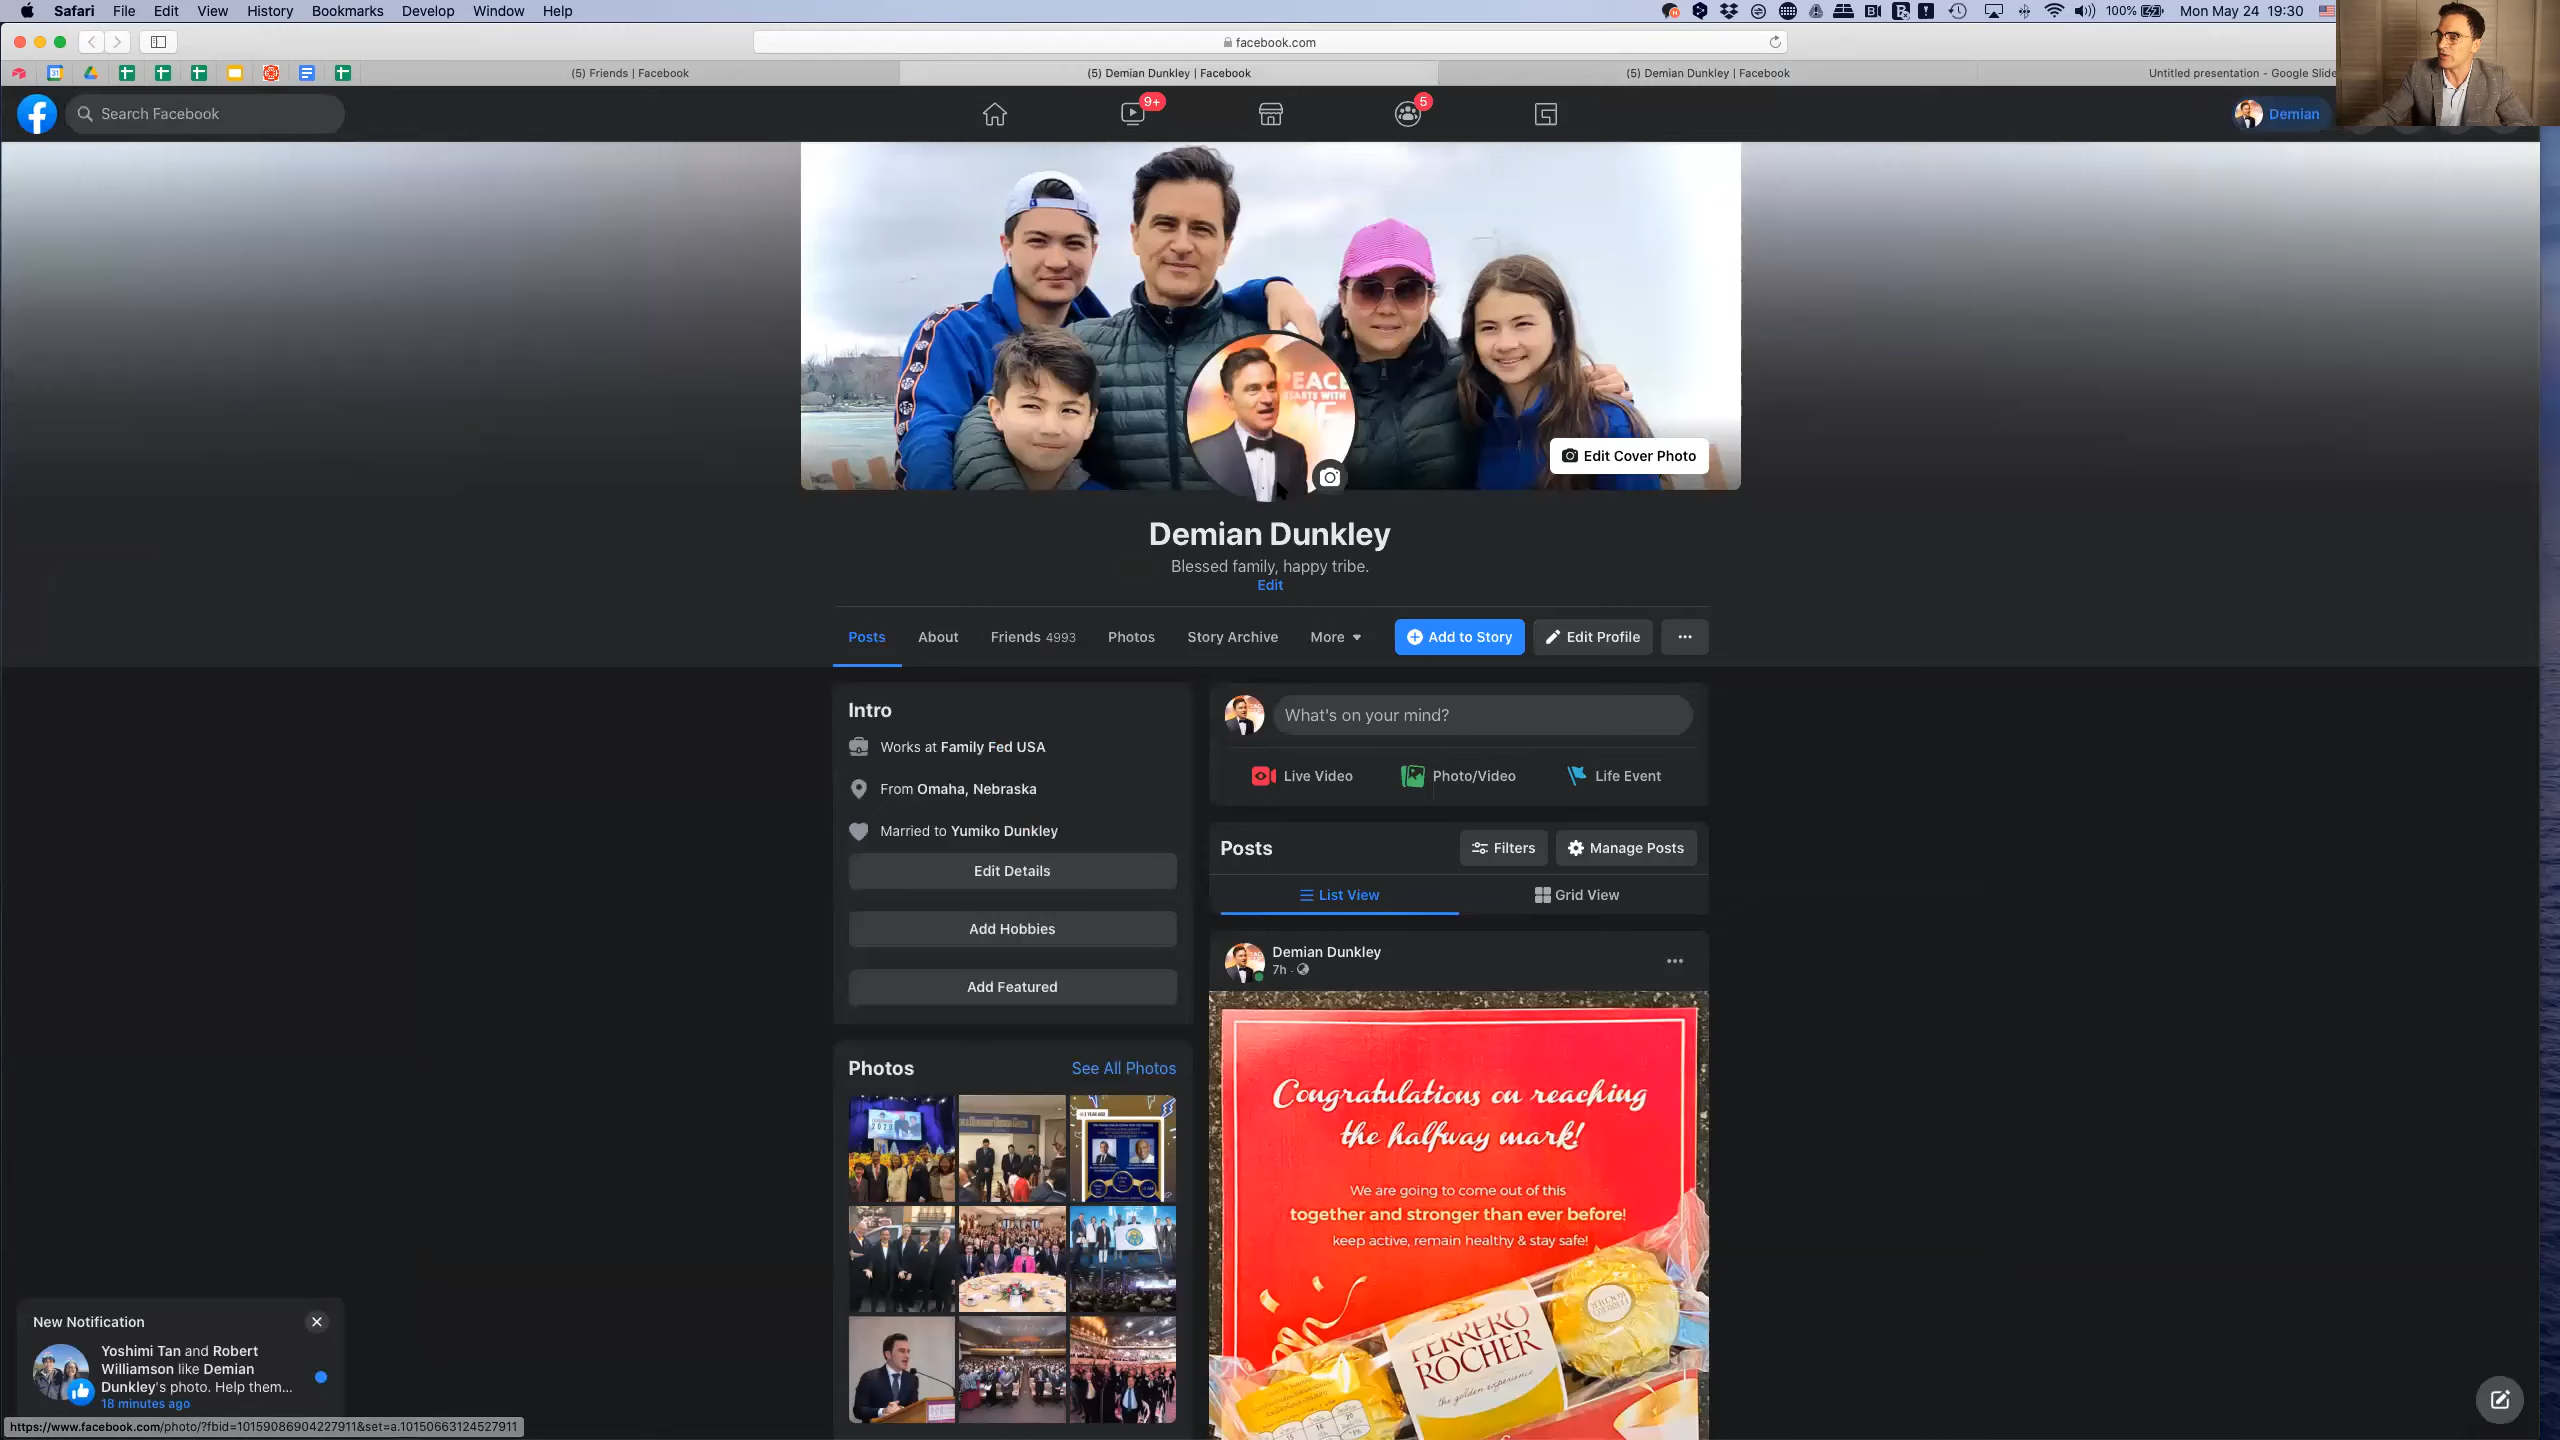 Safari File Edit View History Bookmarks Develop Window Help
100% Mon May 24 19:30
facebook.com
(5) Friends | Facebook
(5) Demian Dunkley | Facebook
(5) Demian Dunkley | Facebook
Untitled presentation - Google Slide
Search Facebook
9+
5
Demian
PEACE
STARTS WITH
Edit Cover Photo
Demian Dunkley
Blessed family, happy tribe.
Edit
Posts About Friends 4993 Photos Story Archive More
Add to Story
Edit Profile
Intro
Works at Family Fed USA
From Omaha, Nebraska
Married to Yumiko Dunkley
Edit Details
Add Hobbies
Add Featured
Photos
See All Photos
What's on your mind?
Live Video
Photo/Video
Life Event
Posts
Filters
Manage Posts
List View
Grid View
Demian Dunkley
7h ·
Congratulations on reaching
the halfway mark!
We are going to come out of this
together and stronger than ever before!
keep active, remain healthy & stay safe!
FERRERO
ROCHER
the golden experience
New Notification
Yoshimi Tan and Robert
Williamson like Demian
Dunkley's photo. Help them...
18 minutes ago
https://www.facebook.com/photo/?fbid=10159086904227911&set=a.10150663124527911